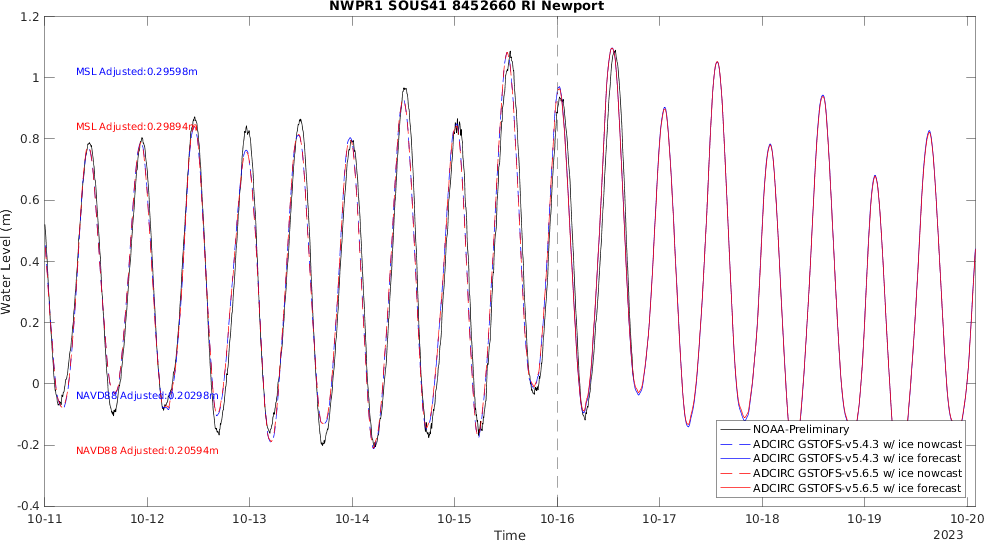 NWPR1 SOUS41 8452660 RI Newport
1.2
1
0.8
0.6
0.4
0.2
0
-0.2
-0.4
Water Level (m)
MSL Adjusted:0.29598m
MSL Adjusted:0.29894m
NAVD88 Adjusted:0.20298m
NAVD88 Adjusted:0.20594m
NOAA-Preliminary
ADCIRC GSTOFS-v5.4.3 w/ ice nowcast
ADCIRC GSTOFS-v5.4.3 w/ ice forecast
ADCIRC GSTOFS-v5.6.5 w/ ice nowcast
ADCIRC GSTOFS-v5.6.5 w/ ice forecast
10-11 10-12 10-13 10-14 10-15 10-16 10-17 10-18 10-19 10-20
Time
2023